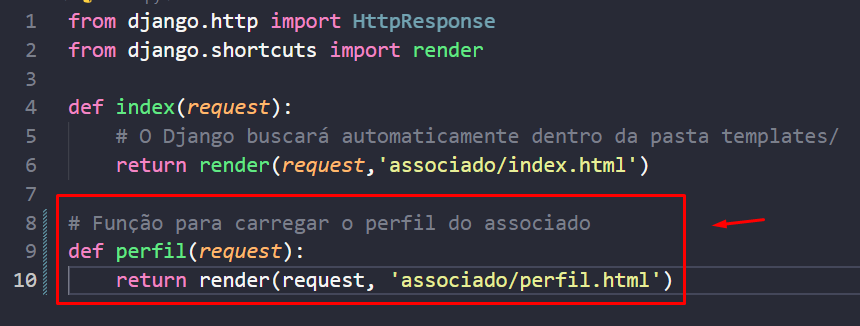 1 from django.http import HttpResponse
2 from django.shortcuts import render
3
4 def index(request):
5     # O Django buscará automaticamente dentro da pasta templates/
6     return render(request,'associado/index.html')
7
8 # Função para carregar o perfil do associado
9 def perfil(request):
10     return render(request, 'associado/perfil.html')